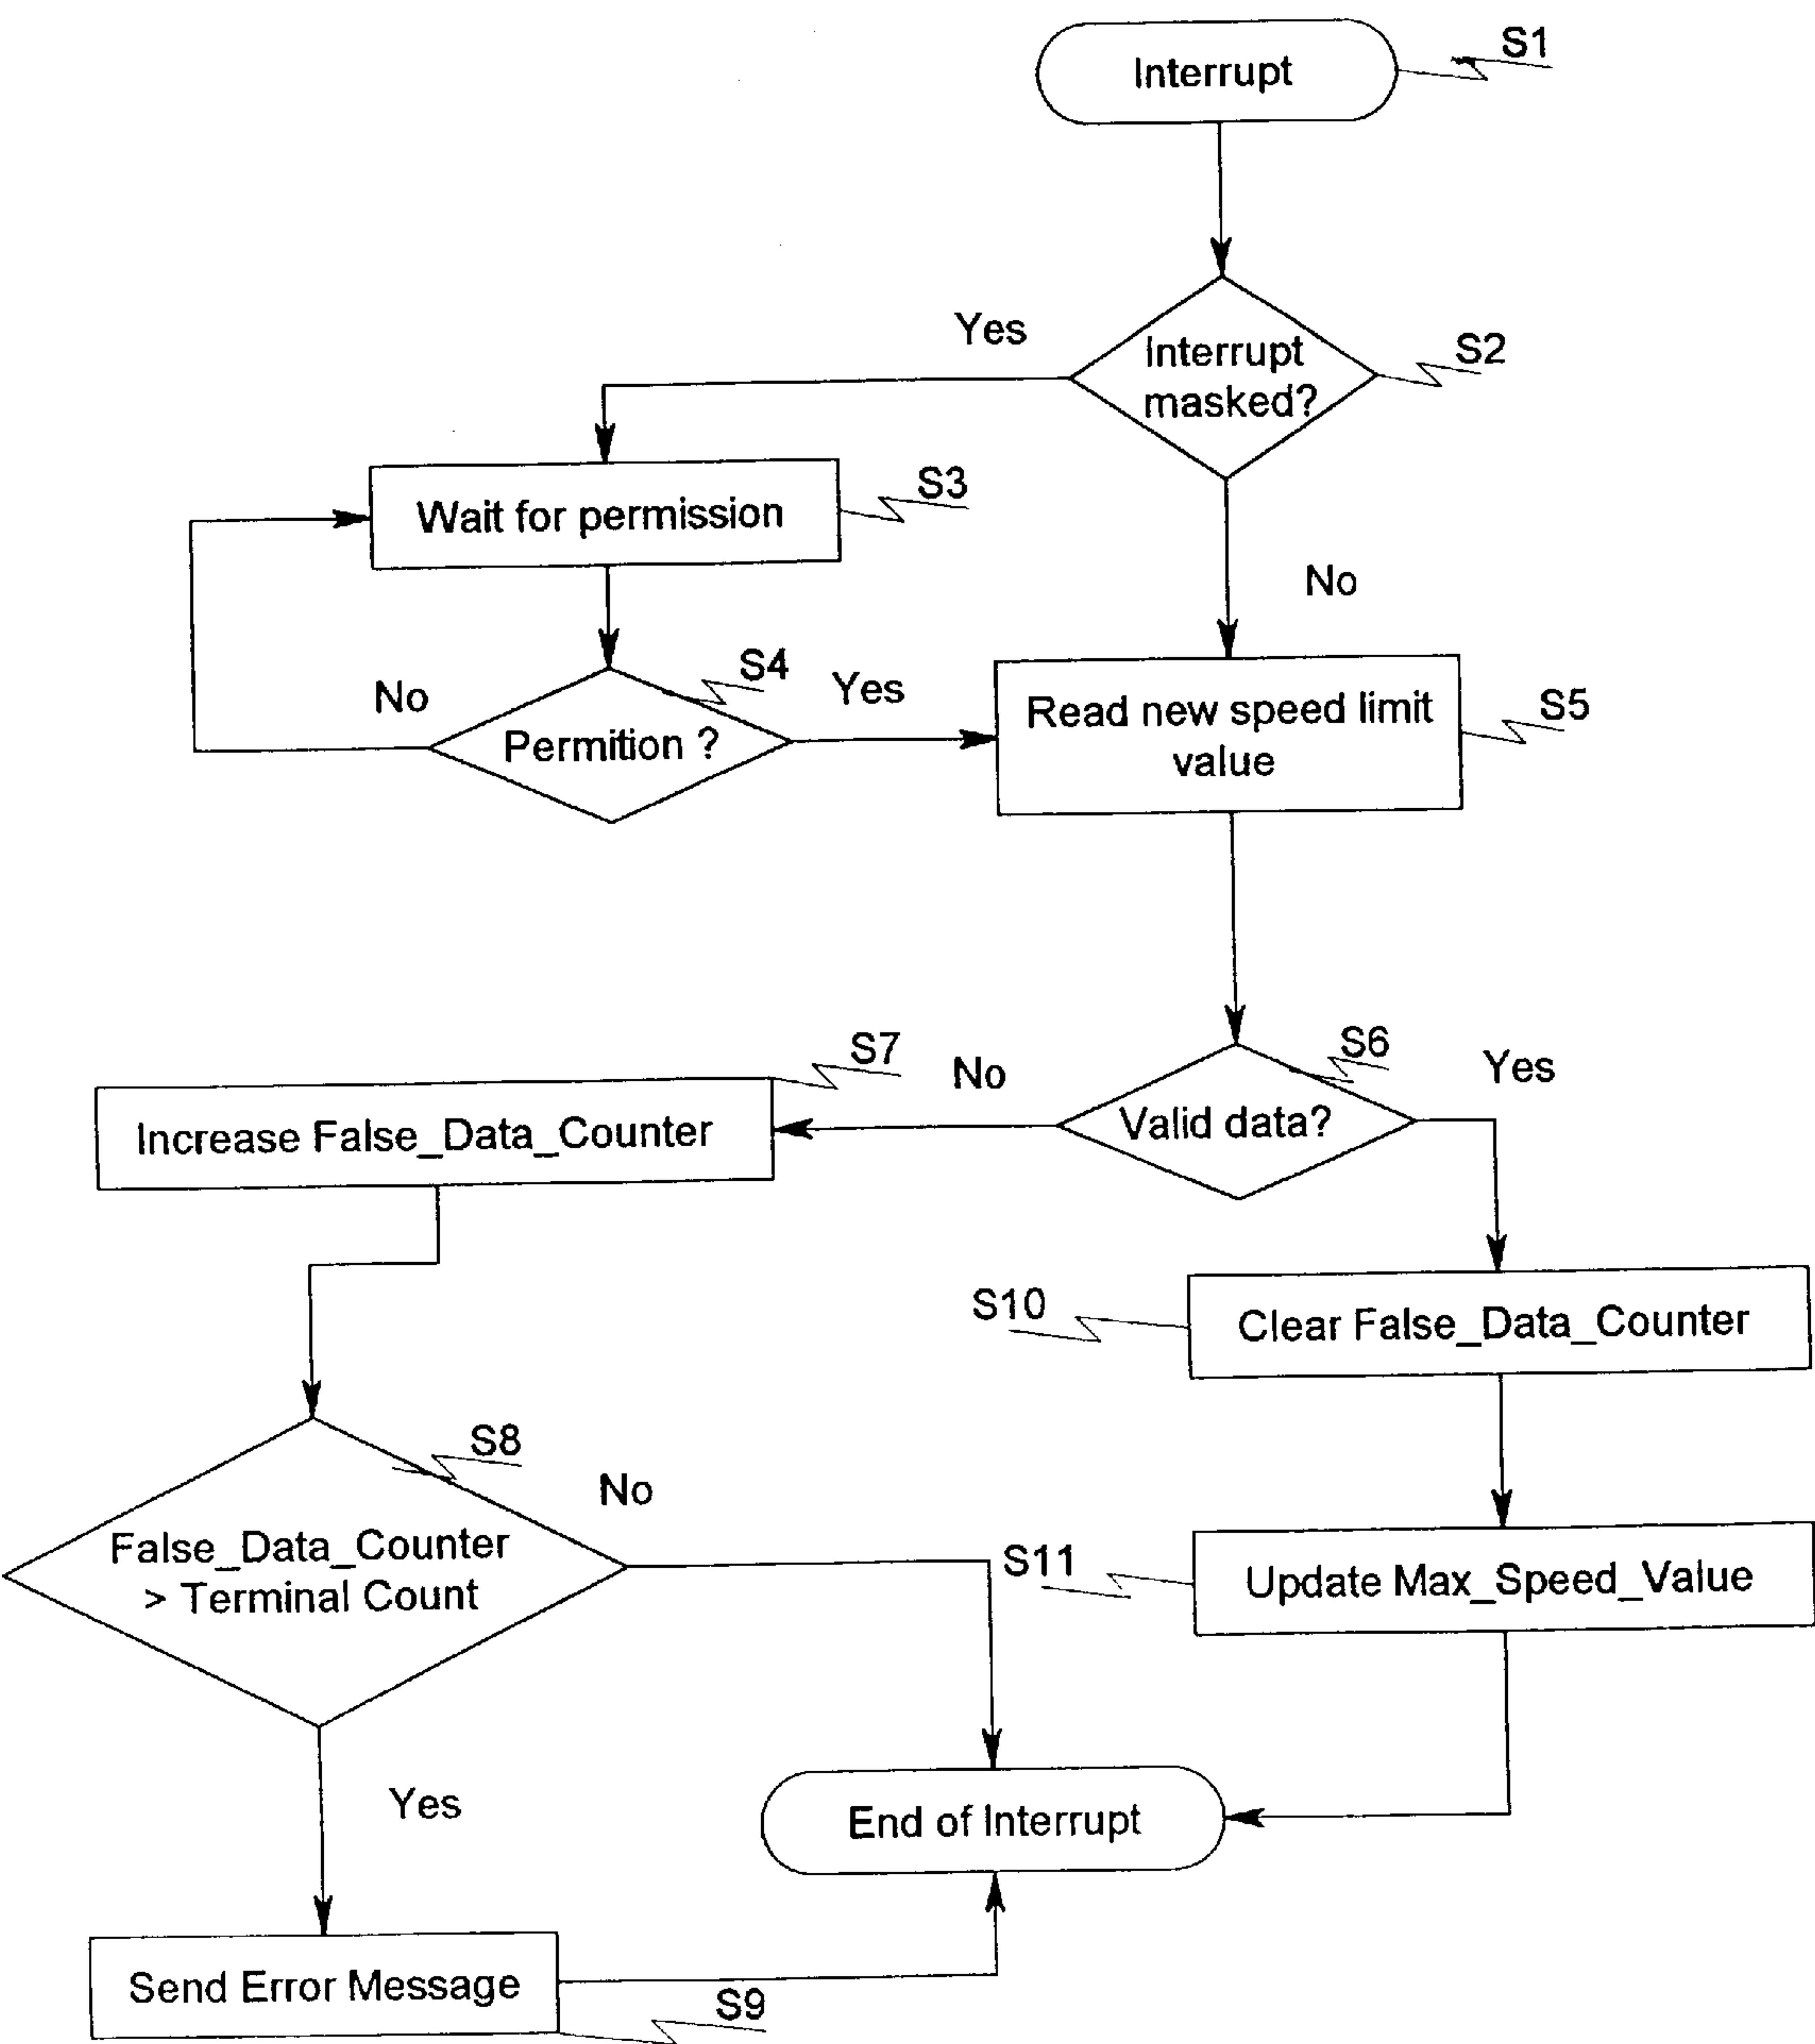 Interrupt
S1
Yes
Interrupt
masked?
S2
Wait for permission
S3
No
No
S4
Yes
Permition ?
Read new speed limit
value
S5
S7
No
S6
Yes
Increase False_Data_Counter
Valid data?
S10
Clear False_Data_Counter
S8
No
False_Data_Counter
> Terminal Count
S11
Update Max_Speed_Value
Yes
End of Interrupt
Send Error Message
S9